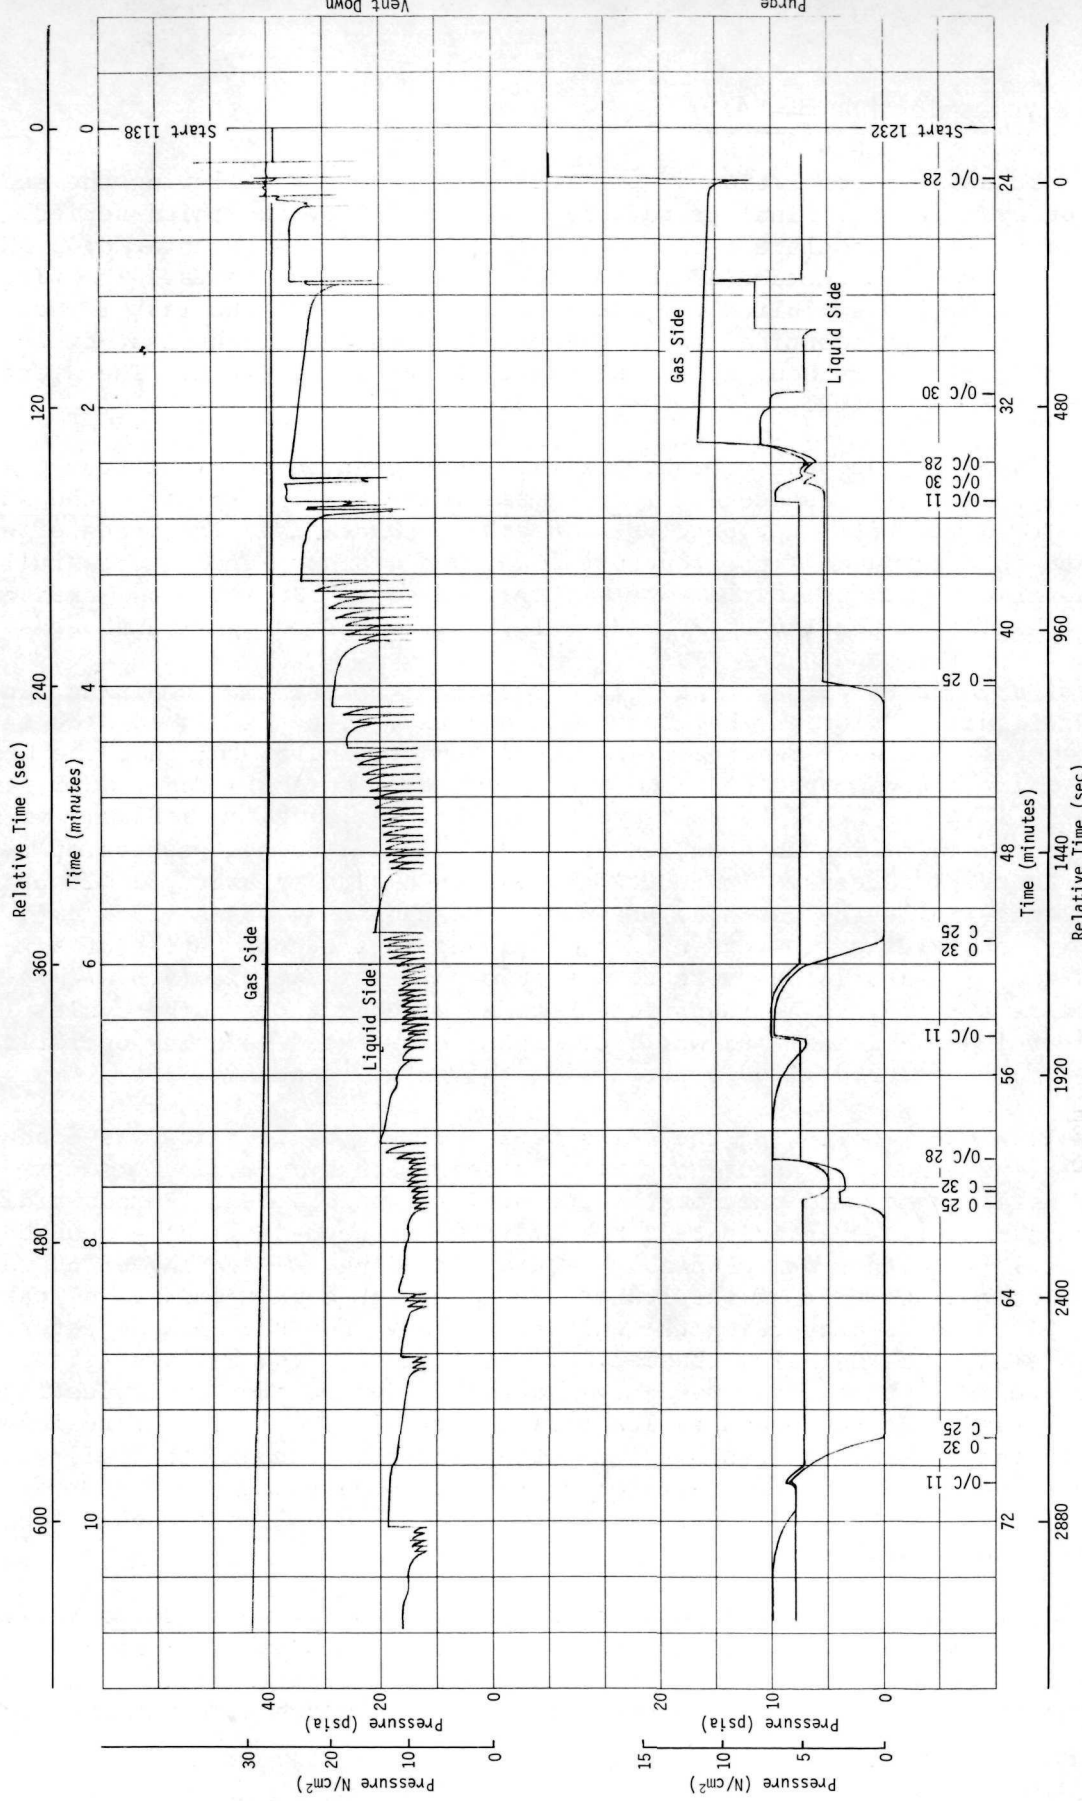 Vent Down
Purge
Relative Time (sec)
0
120
240
360
480
600
Time (minutes)
0
2
4
6
8
10
Start 1138
Gas Side
Liquid Side
Pressure (psia)
40
20
0
Pressure N/cm²)
30
20
10
0
Start 1232
Gas Side
Liquid Side
O/C 28
O/C 30
O/C 28
O/C 30
O/C 11
O 25
C 25
O 32
O/C 11
O/C 28
C 32
O 25
C 25
O 32
O/C 11
Time (minutes)
24
32
40
48
56
64
72
Relative Time (sec)
0
480
960
1440
1920
2400
2880
Pressure (psia)
20
10
0
Pressure (N/cm²)
15
10
5
0